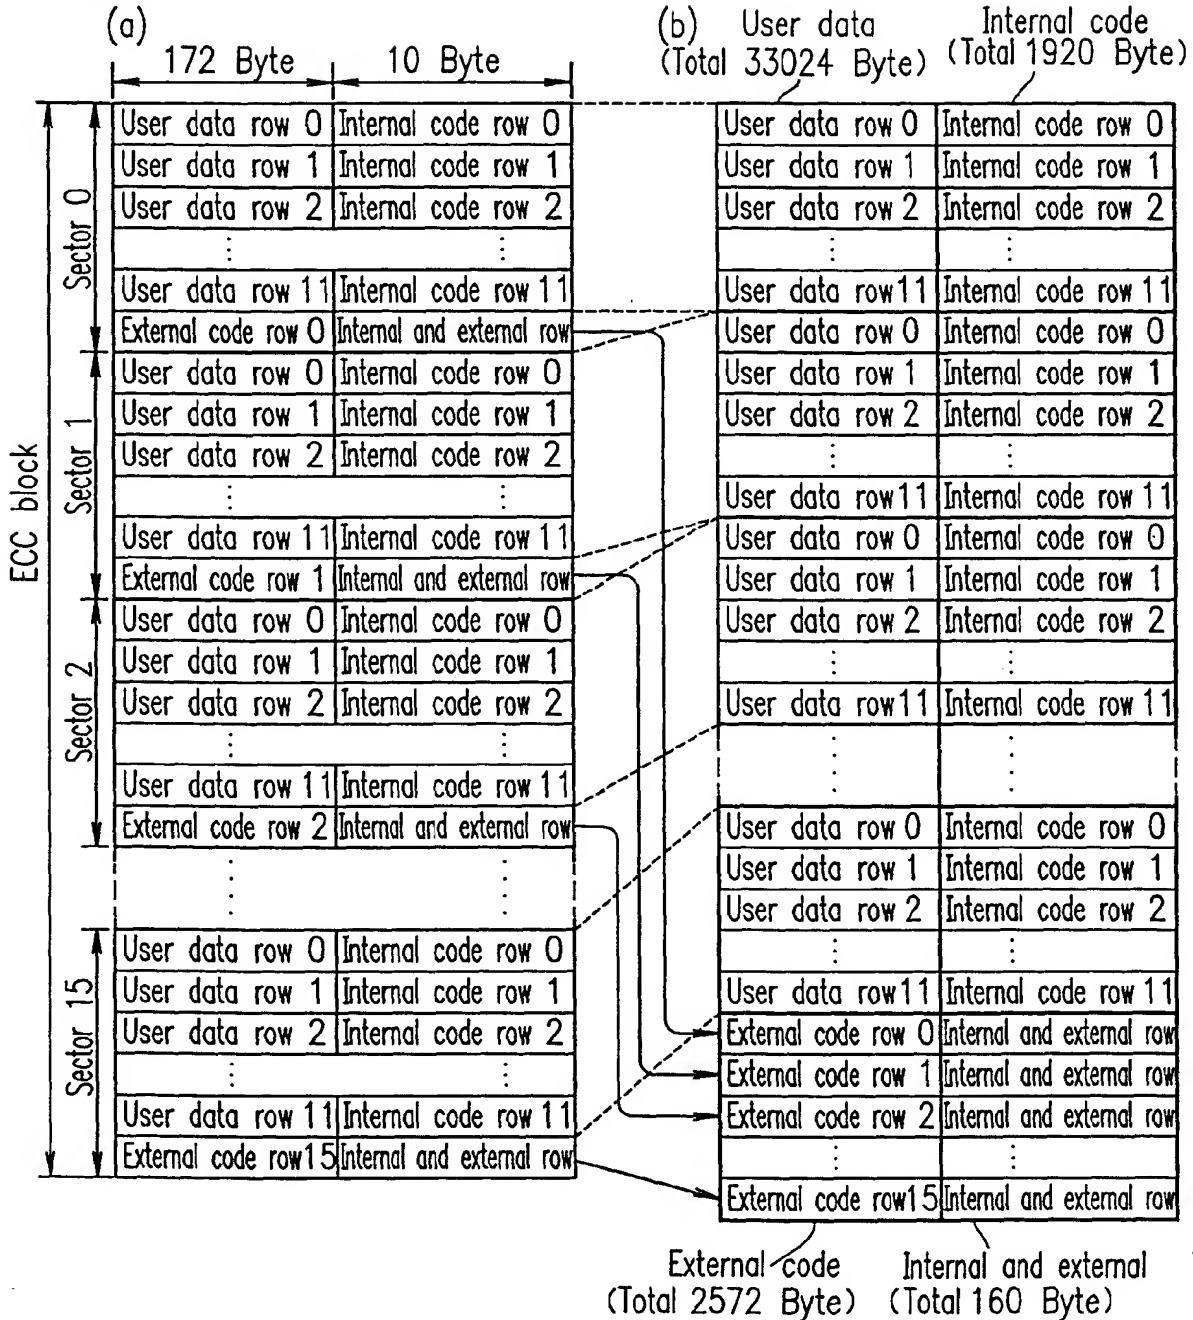 (a)
172 Byte 10 Byte
(b) User data Internal code
(Total 33024 Byte) (Total 1920 Byte)
ECC block
Sector 0
User data row 0 Internal code row 0
User data row 1 Internal code row 1
User data row 2 Internal code row 2
User data row 11 Internal code row 11
External code row 0 Internal and external row
Sector 1
User data row 0 Internal code row 0
User data row 1 Internal code row 1
User data row 2 Internal code row 2
User data row 11 Internal code row 11
External code row 1 Internal and external row
Sector 2
User data row 0 Internal code row 0
User data row 1 Internal code row 1
User data row 2 Internal code row 2
User data row 11 Internal code row 11
External code row 2 Internal and external row
Sector 15
User data row 0 Internal code row 0
User data row 1 Internal code row 1
User data row 2 Internal code row 2
User data row 11 Internal code row 11
External code row15 Internal and external row
User data row 0 Internal code row 0
User data row 1 Internal code row 1
User data row 2 Internal code row 2
User data row11 Internal code row 11
User data row 0 Internal code row 0
User data row 1 Internal code row 1
User data row 2 Internal code row 2
User data row11 Internal code row 11
User data row 0 Internal code row 0
User data row 1 Internal code row 1
User data row 2 Internal code row 2
User data row11 Internal code row 11
User data row 0 Internal code row 0
User data row 1 Internal code row 1
User data row 2 Internal code row 2
User data row11 Internal code row 11
External code row 0 Internal and external row
External code row 1 Internal and external row
External code row 2 Internal and external row
External code row15 Internal and external row
External code Internal and external
(Total 2572 Byte) (Total 160 Byte)